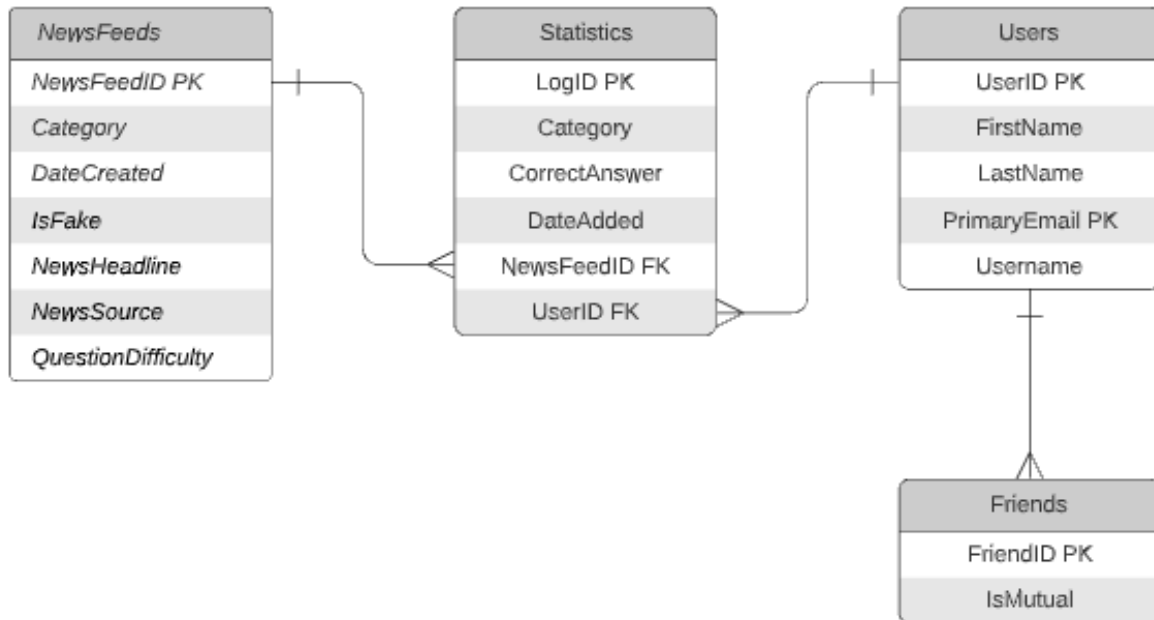 NewsFeeds
NewsFeedID PK
Category
DateCreated
IsFake
NewsHeadline
NewsSource
QuestionDifficulty
Statistics
LogID PK
Category
CorrectAnswer
DateAdded
NewsFeedID FK
UserID FK
Users
UserID PK
FirstName
LastName
PrimaryEmail PK
Username
Friends
FriendID PK
IsMutual